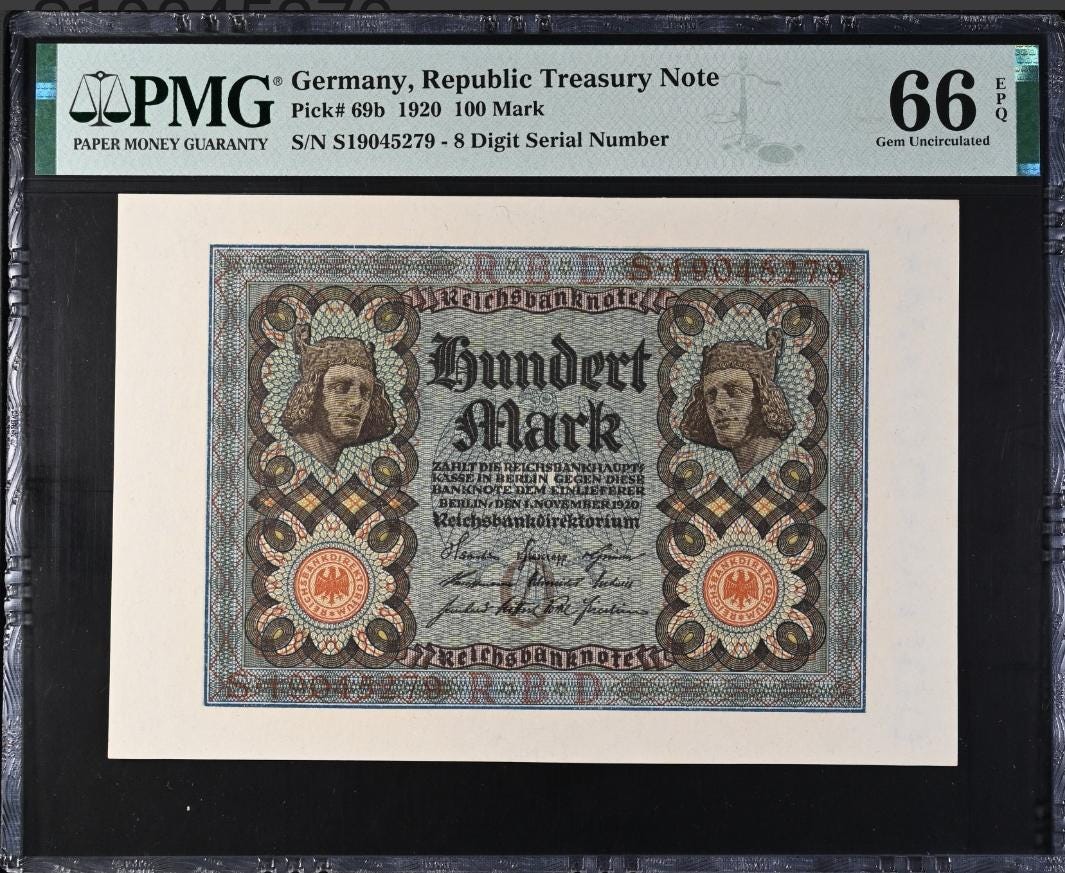 PMG®
PAPER MONEY GUARANTY
Germany, Republic Treasury Note
Pick# 69b 1920 100 Mark
S/N S19045279 - 8 Digit Serial Number
66
EPQ
Gem Uncirculated
R·B·D S·19045279
Reichsbanknote
Hundert
Mark
ZAHLT DIE REICHSBANKHAUPT⸗
KASSE IN BERLIN GEGEN DIESE
BANKNOTE DEM EINLIEFERER
BERLIN, DEN 1. NOVEMBER 1920
Reichsbankdirektorium
REICHSBANKDIREKTORIUM
REICHSBANKDIREKTORIUM
Reichsbanknote
S·19045279 R·B·D